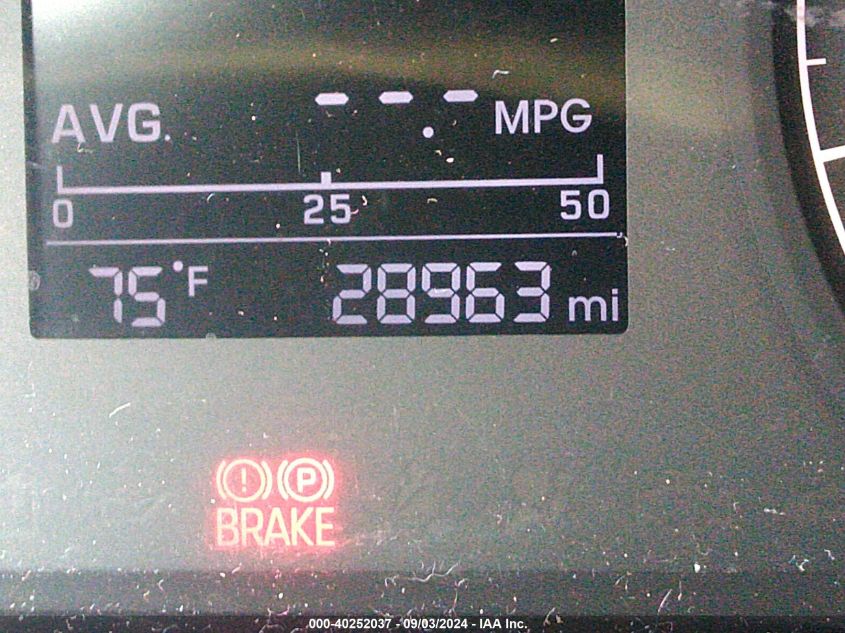 AVG. --.- MPG
0 25 50
75°F 28963 mi
(!) (P)
BRAKE
000-40252037 - 09/03/2024 - IAA Inc.